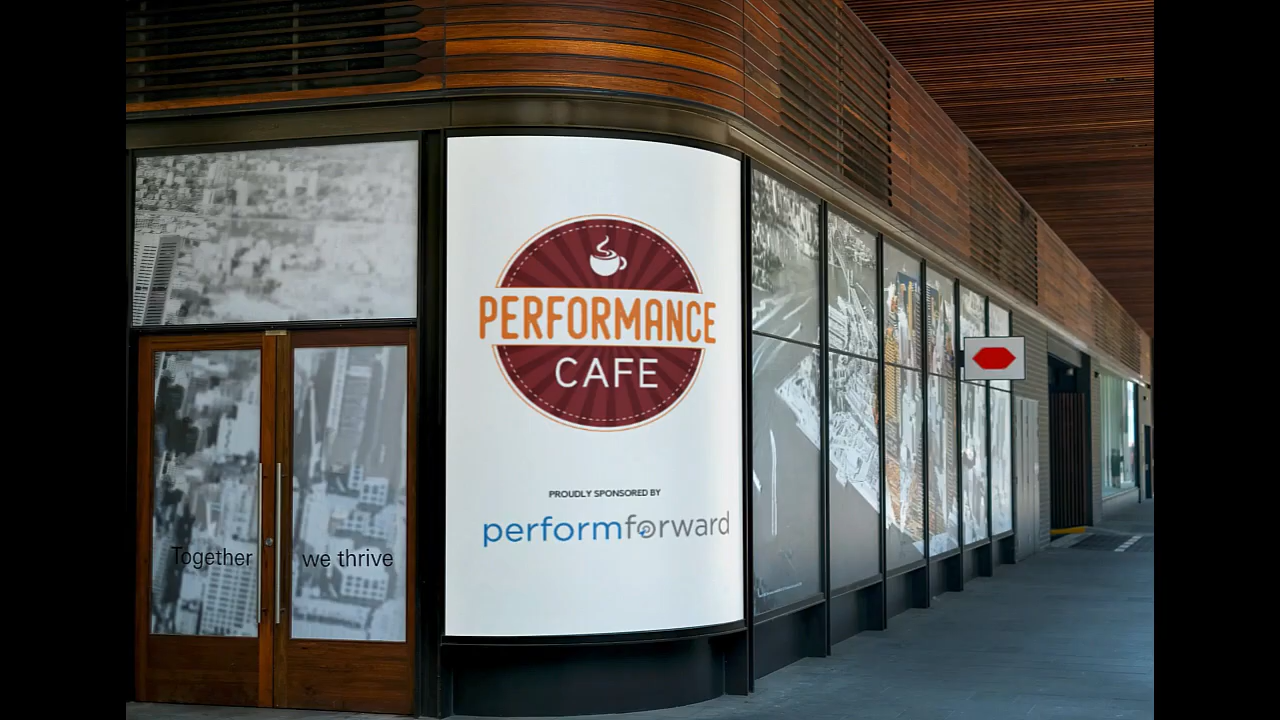 PERFORMANCE
CAFE
PROUDLY SPONSORED BY
performforward
Together we thrive